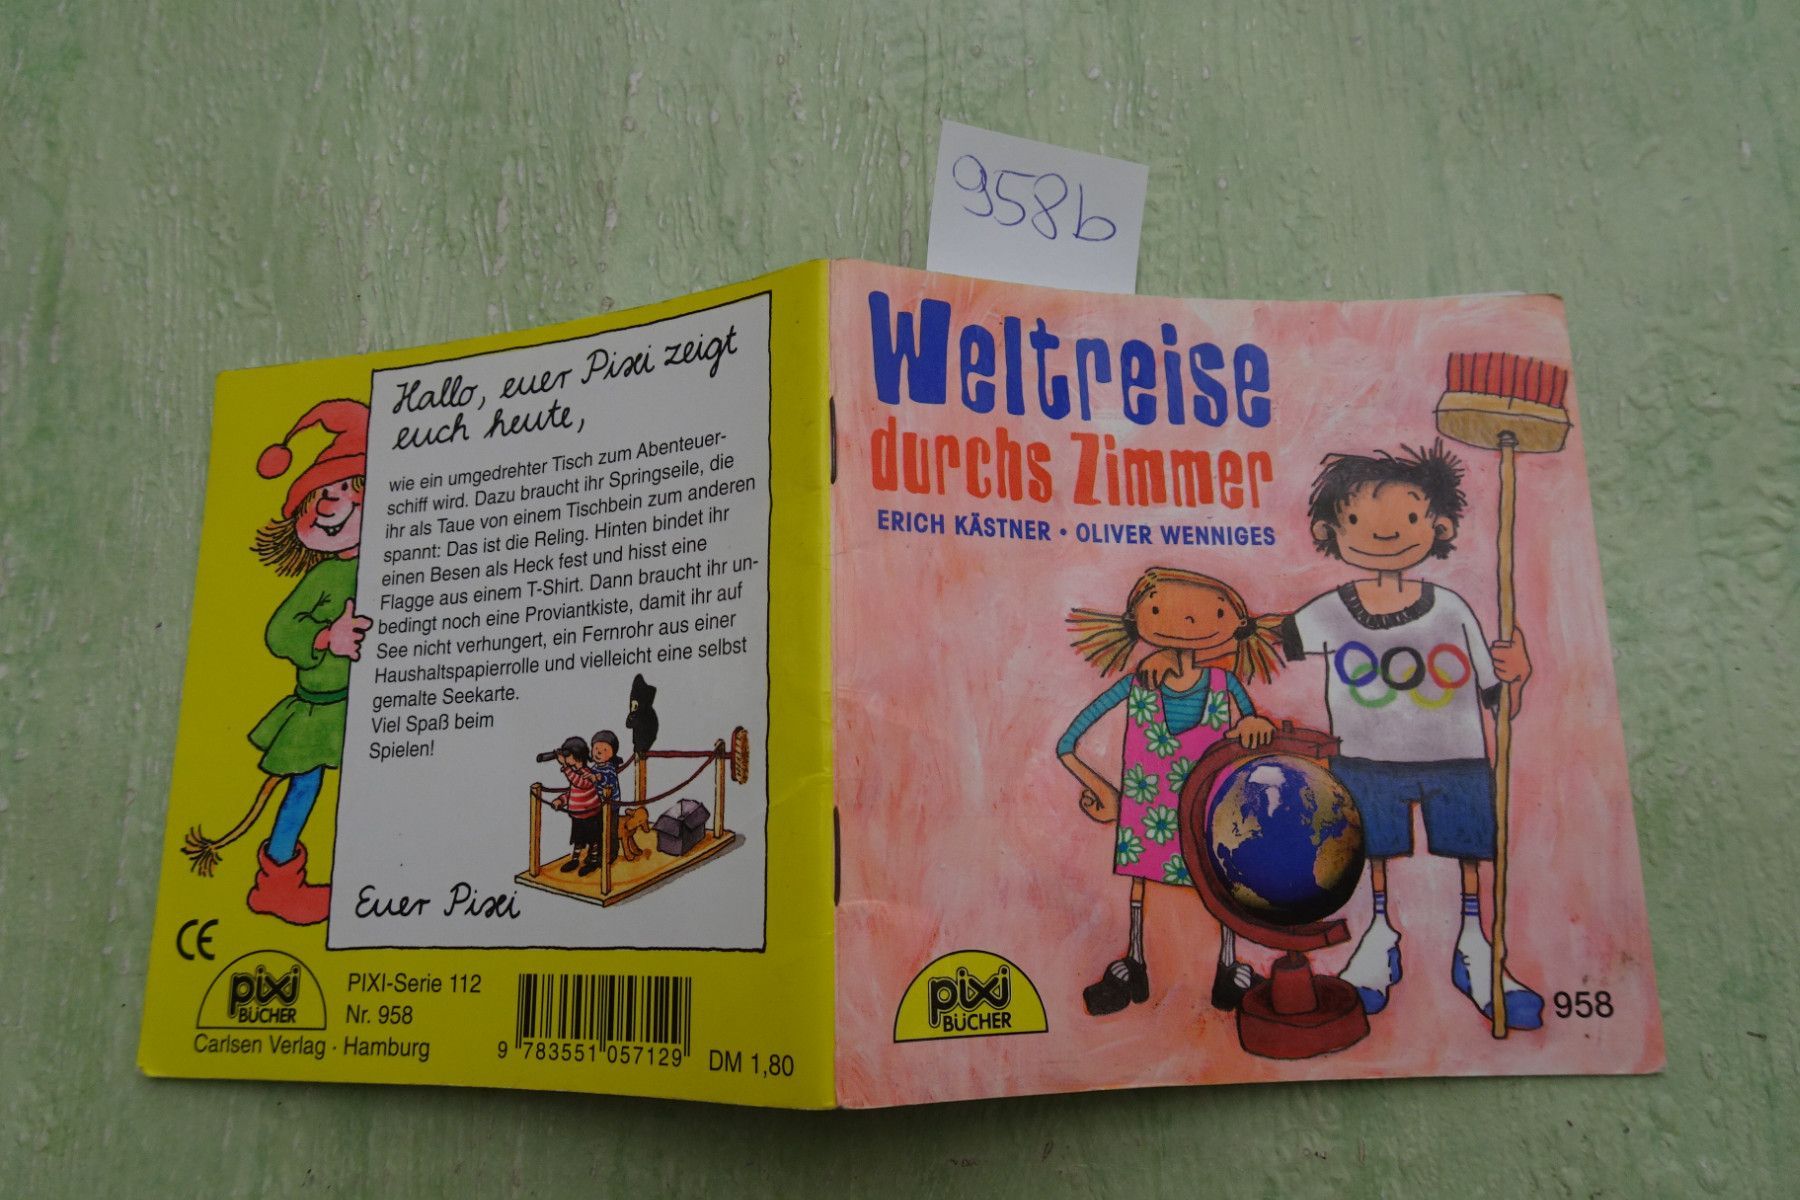 958b
Hallo, euer Pixi zeigt
euch heute,
wie ein umgedrehter Tisch zum Abenteuer-
schiff wird. Dazu braucht ihr Springseile, die
ihr als Taue von einem Tischbein zum anderen
spannt: Das ist die Reling. Hinten bindet ihr
einen Besen als Heck fest und hisst eine
Flagge aus einem T-Shirt. Dann braucht ihr un-
bedingt noch eine Proviantkiste, damit ihr auf
See nicht verhungert, ein Fernrohr aus einer
Haushaltspapierrolle und vielleicht eine selbst
gemalte Seekarte.
Viel Spaß beim
Spielen!
Euer Pixi
CE
pixi
BÜCHER
PIXI-Serie 112
Nr. 958
Carlsen Verlag · Hamburg
9 783551 057129
DM 1,80
Weltreise
durchs Zimmer
ERICH KÄSTNER · OLIVER WENNIGES
pixi
BÜCHER
958